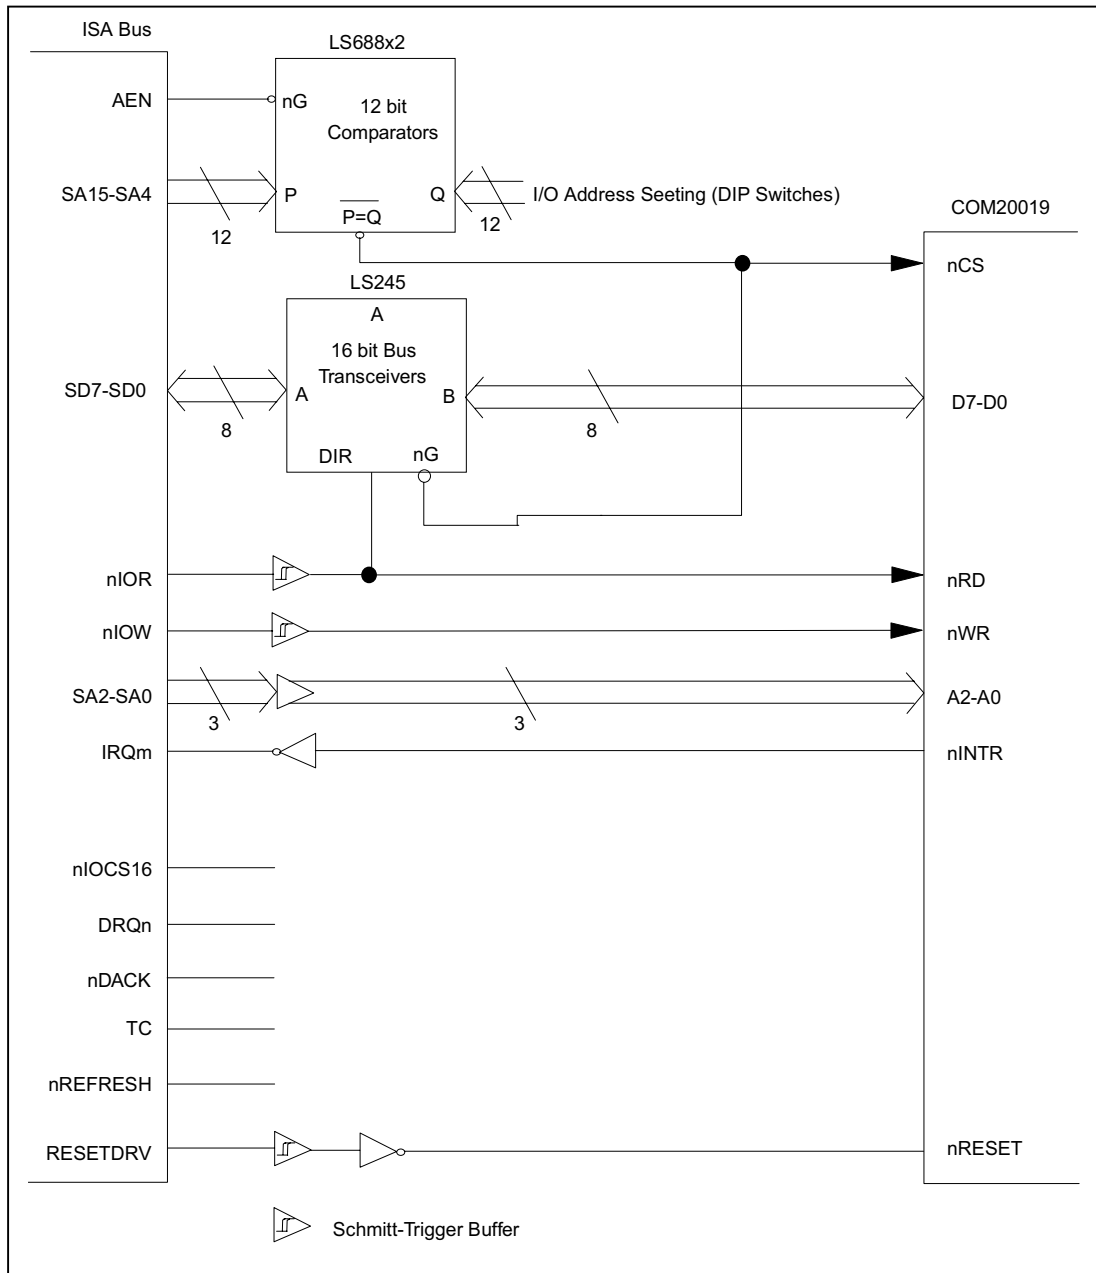 ISA Bus
LS688x2
AEN
nG
12 bit
Comparators
SA15-SA4
12
P
Q
12
I/O Address Seeting (DIP Switches)
P=Q
COM20019
nCS
LS245
A
16 bit Bus
Transceivers
SD7-SD0
8
A
B
8
D7-D0
DIR
nG
nIOR
nRD
nIOW
nWR
SA2-SA0
3
3
A2-A0
IRQm
nINTR
nIOCS16
DRQn
nDACK
TC
nREFRESH
RESETDRV
nRESET
Schmitt-Trigger Buffer